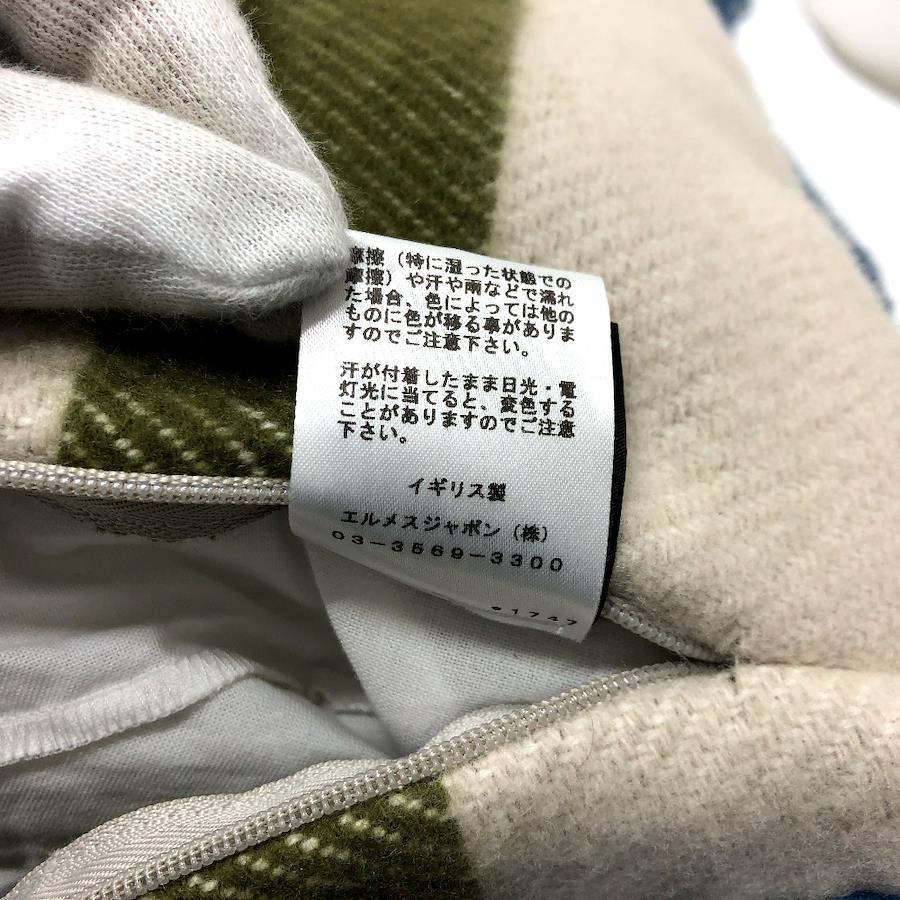 摩擦（特に湿った状態での
摩擦）や汗や雨などで濡れ
た場合、色によっては他の
ものに色が移る事がありま
すのでご注意下さい。
汗が付着したまま日光・電
灯光に当てると、変色する
ことがありますのでご注意
下さい。
イギリス製
エルメスジャポン（株）
０３－３５６９－３３００
＊１７４７